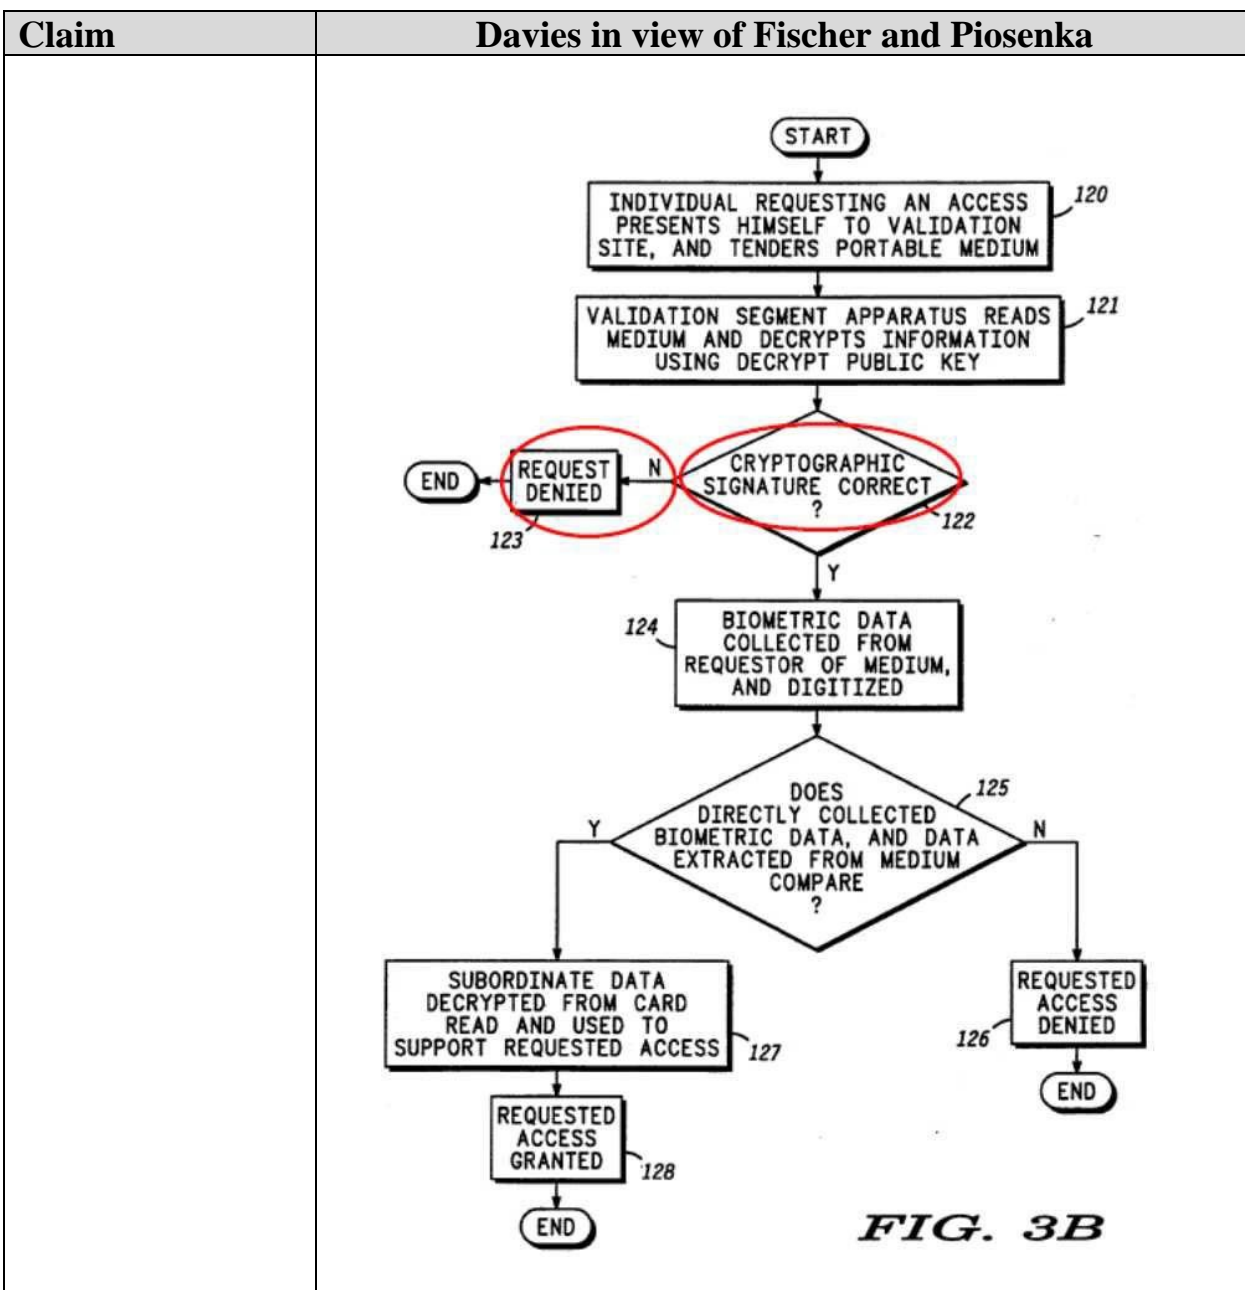 Claim
Davies in view of Fischer and Piosenka
START
INDIVIDUAL REQUESTING AN ACCESS
PRESENTS HIMSELF TO VALIDATION
SITE, AND TENDERS PORTABLE MEDIUM
120
VALIDATION SEGMENT APPARATUS READS
MEDIUM AND DECRYPTS INFORMATION
USING DECRYPT PUBLIC KEY
121
CRYPTOGRAPHIC
SIGNATURE CORRECT
?
122
N
REQUEST
DENIED
123
END
Y
124
BIOMETRIC DATA
COLLECTED FROM
REQUESTOR OF MEDIUM,
AND DIGITIZED
DOES
DIRECTLY COLLECTED
BIOMETRIC DATA, AND DATA
EXTRACTED FROM MEDIUM
COMPARE
?
125
Y
N
SUBORDINATE DATA
DECRYPTED FROM CARD
READ AND USED TO
SUPPORT REQUESTED ACCESS
127
REQUESTED
ACCESS
DENIED
126
END
REQUESTED
ACCESS
GRANTED
128
END
FIG. 3B